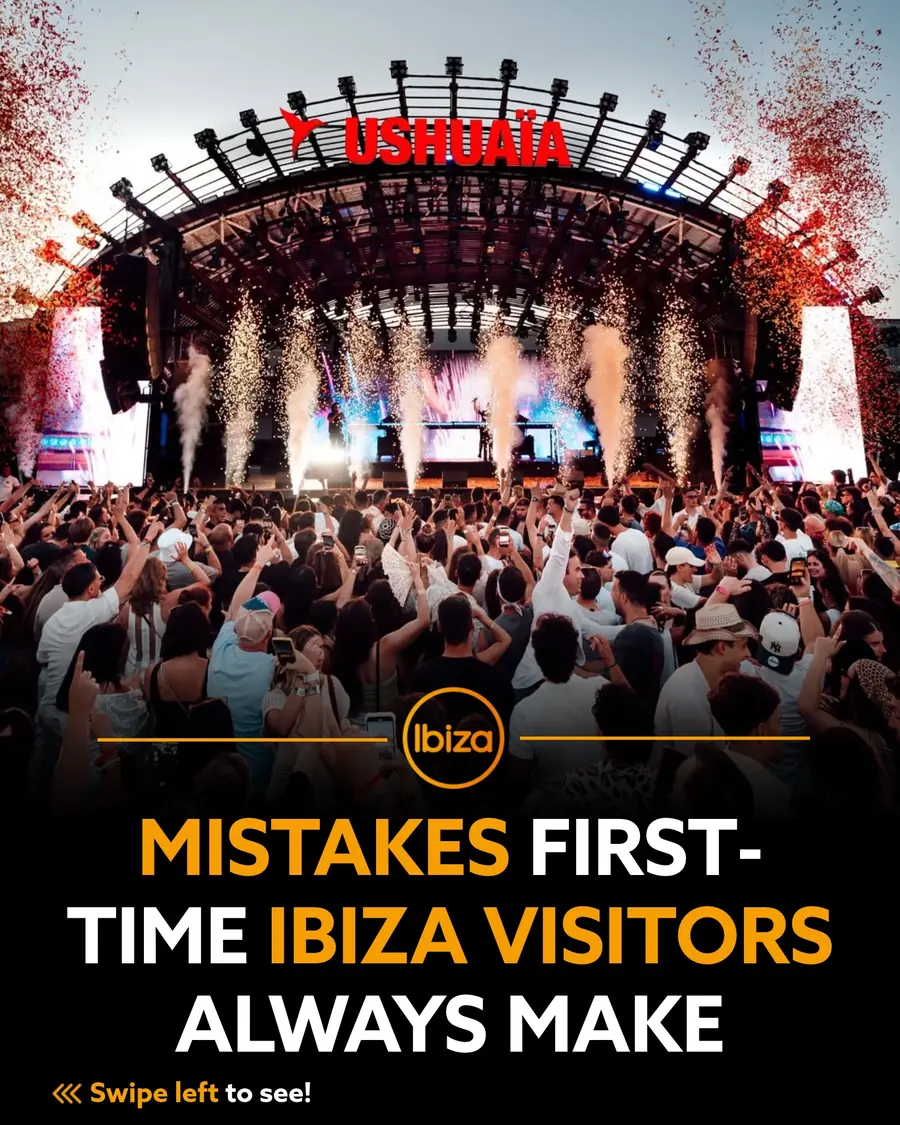 USHUAÏA
Ibiza
MISTAKES FIRST-
TIME IBIZA VISITORS
ALWAYS MAKE
Swipe left to see!